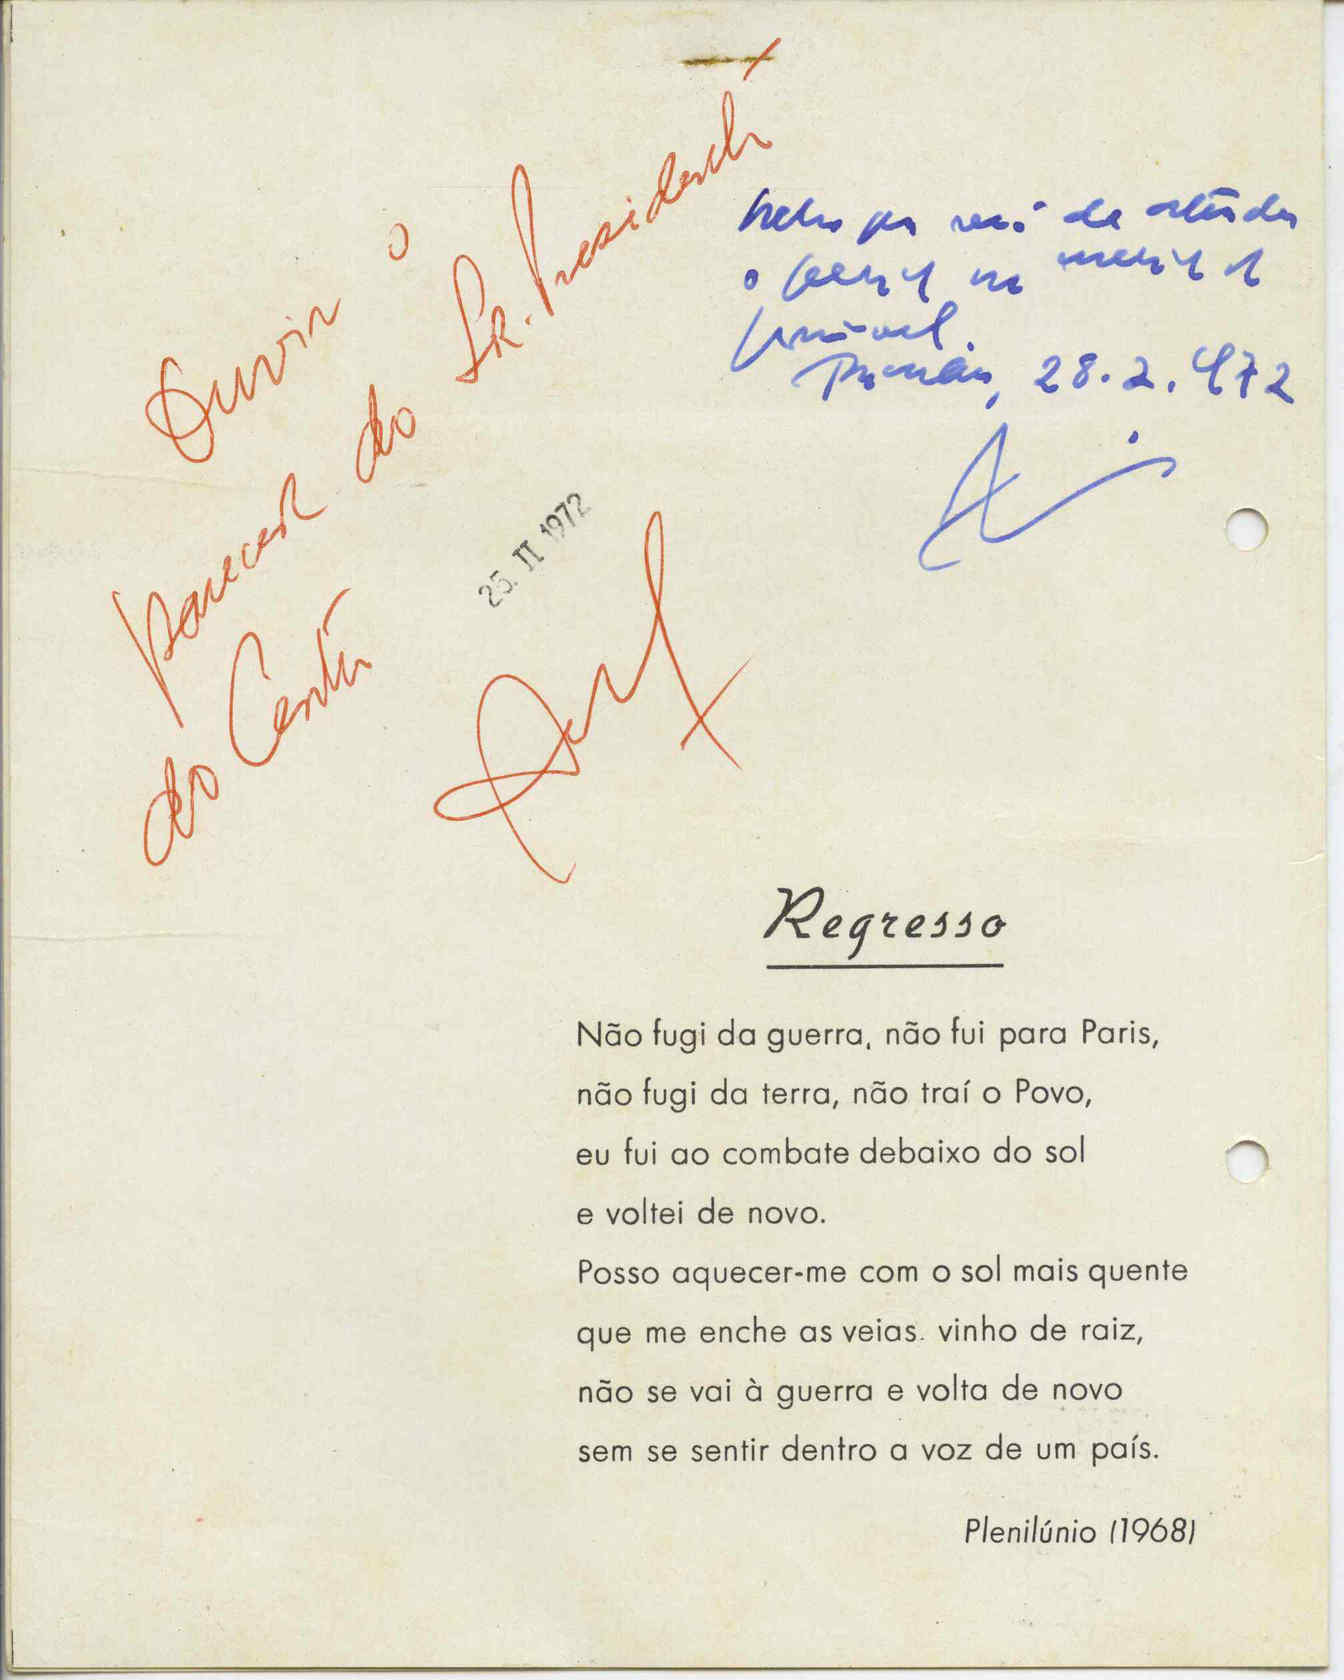 Ouvir o
parecer do Sr. Presidente
do Centro
25. II 1972
de atender
o
28.2.972
Regresso
Não fugi da guerra, não fui para Paris,
não fugi da terra, não traí o Povo,
eu fui ao combate debaixo do sol
e voltei de novo.
Posso aquecer-me com o sol mais quente
que me enche as veias. vinho de raiz,
não se vai à guerra e volta de novo
sem se sentir dentro a voz de um país.
Plenilúnio (1968)